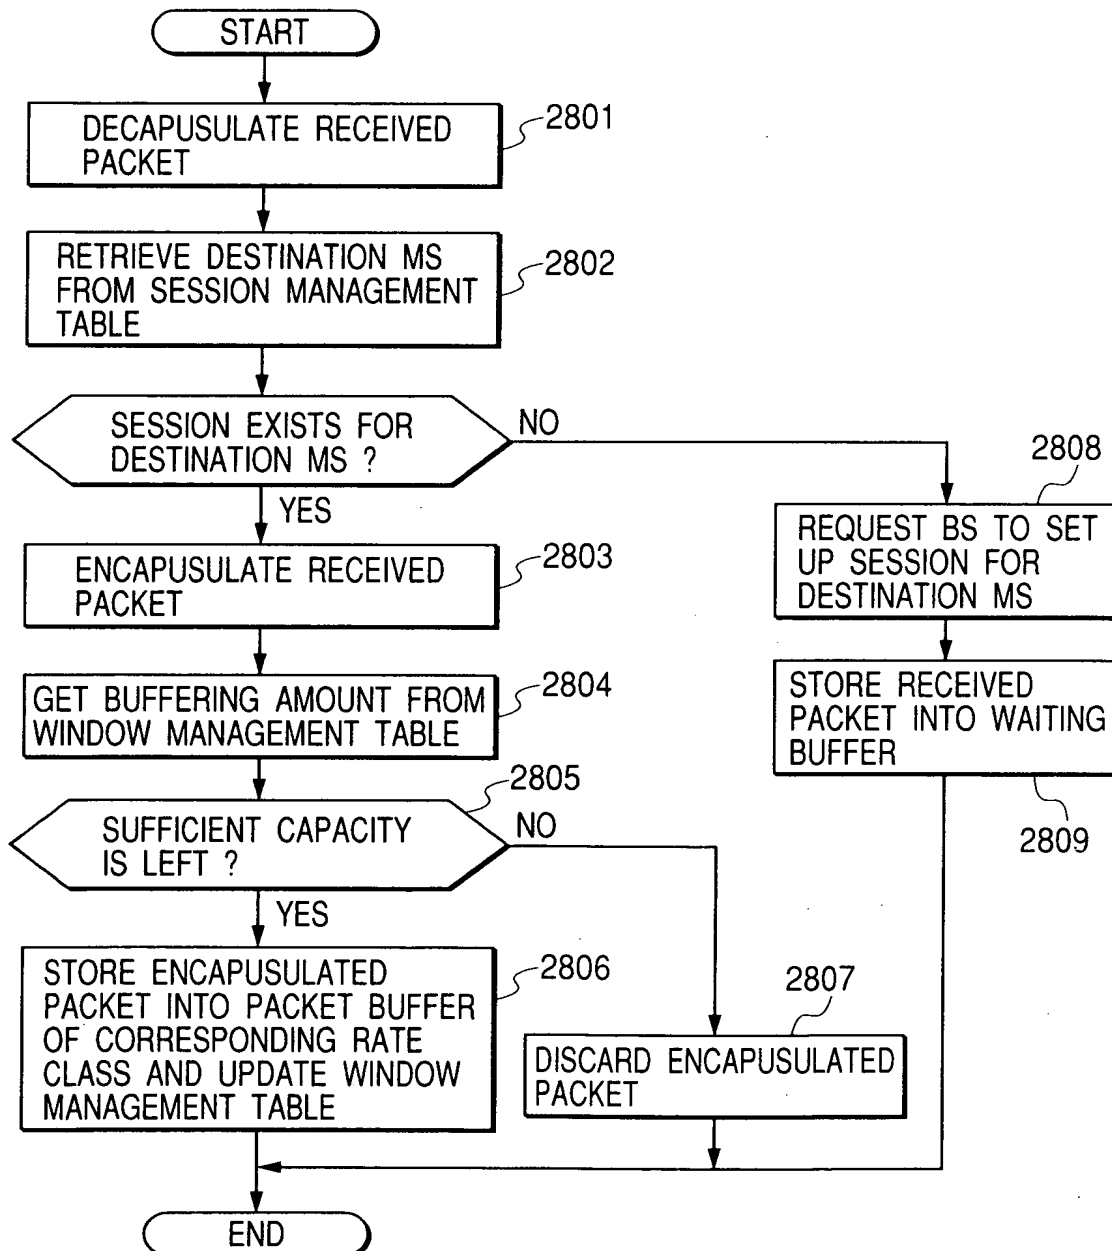 START
DECAPUSULATE RECEIVED
PACKET
2801
RETRIEVE DESTINATION MS
FROM SESSION MANAGEMENT
TABLE
2802
SESSION EXISTS FOR
DESTINATION MS ?
NO
YES
ENCAPUSULATE RECEIVED
PACKET
2803
GET BUFFERING AMOUNT FROM
WINDOW MANAGEMENT TABLE
2804
SUFFICIENT CAPACITY
IS LEFT ?
2805
NO
YES
STORE ENCAPUSULATED
PACKET INTO PACKET BUFFER
OF CORRESPONDING RATE
CLASS AND UPDATE WINDOW
MANAGEMENT TABLE
2806
2807
DISCARD ENCAPUSULATED
PACKET
2808
REQUEST BS TO SET
UP SESSION FOR
DESTINATION MS
STORE RECEIVED
PACKET INTO WAITING
BUFFER
2809
END